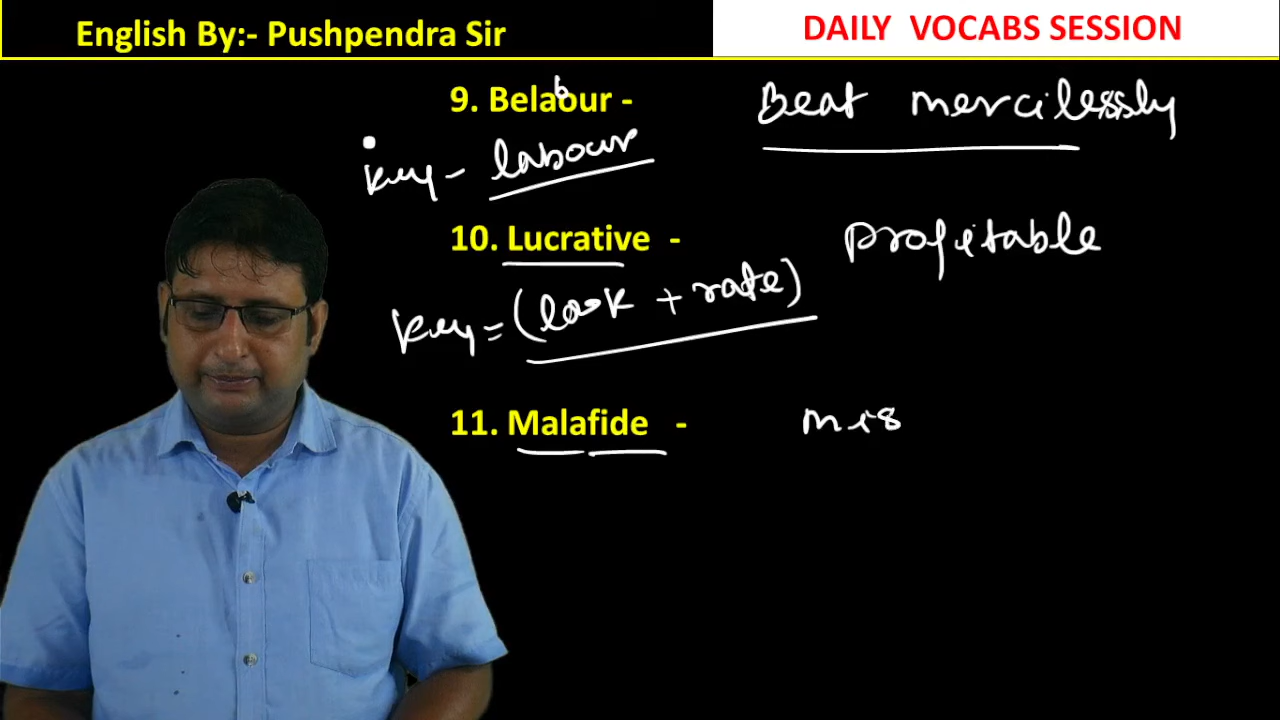 English By:- Pushpendra Sir
DAILY VOCABS SESSION
9. Belaour - Beat mercilessly
b
key - labour
10. Lucrative - Profitable
key = (look + rate)
11. Malafide - mis